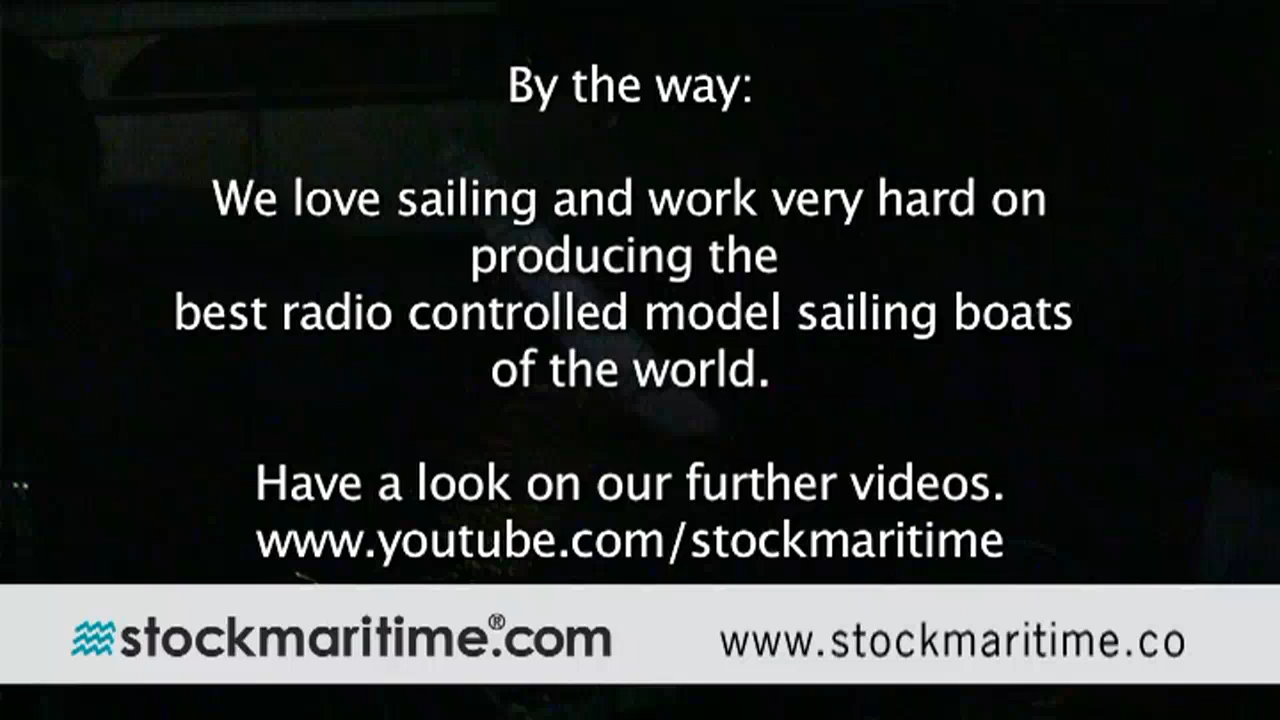 By the way:
We love sailing and work very hard on
producing the
best radio controlled model sailing boats
of the world.
Have a look on our further videos.
www.youtube.com/stockmaritime
stockmaritime.®com
www.stockmaritime.co